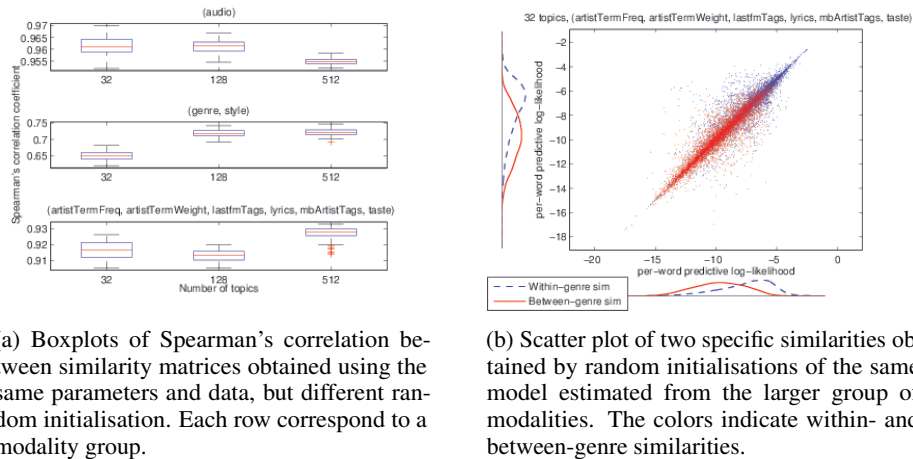 (audio)
0.97
0.965
0.96
0.955
32
128
512
(genre, style)
0.75
0.7
0.65
32
128
512
(artistTermFreq, artistTermWeight, lastfmTags, lyrics, mbArtistTags, taste)
0.93
0.92
0.91
32
128
512
Number of topics
Spearman's correlation coefficient
32 topics, (artistTermFreq, artistTermWeight, lastfmTags, lyrics, mbArtistTags, taste)
−2
−4
−6
−8
−10
−12
−14
−16
−18
per−word predictive log−likelihood
−20
−15
−10
−5
0
per−word predictive log−likelihood
Within−genre sim
Between−genre sim
a) Boxplots of Spearman's correlation be-
tween similarity matrices obtained using the
same parameters and data, but different ran-
dom initialisation. Each row correspond to a
modality group.
(b) Scatter plot of two specific similarities ob
tained by random initialisations of the same
model estimated from the larger group of
modalities. The colors indicate within- and
between-genre similarities.